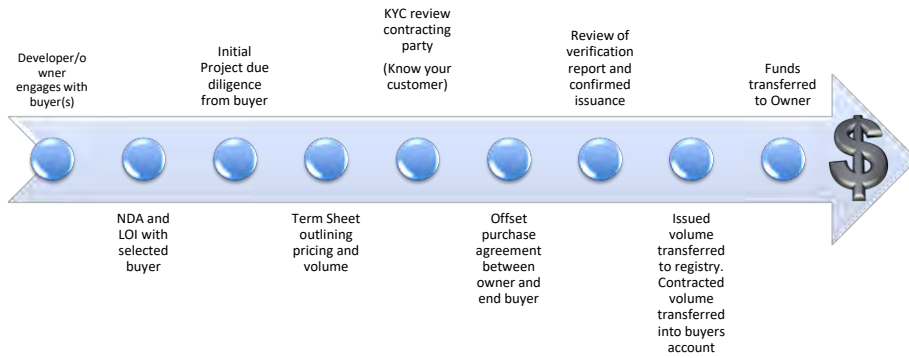 Developer/o
wner
engages with
buyer(s)
NDA and
LOI with
selected
buyer
Initial
Project due
diligence
from buyer
Term Sheet
outlining
pricing and
volume
KYC review
contracting
party
(Know your
customer)
Offset
purchase
agreement
between
owner and
end buyer
Review of
verification
report and
confirmed
issuance
Issued
volume
transferred
to registry.
Contracted
volume
transferred
into buyers
account
Funds
transferred
to Owner
$